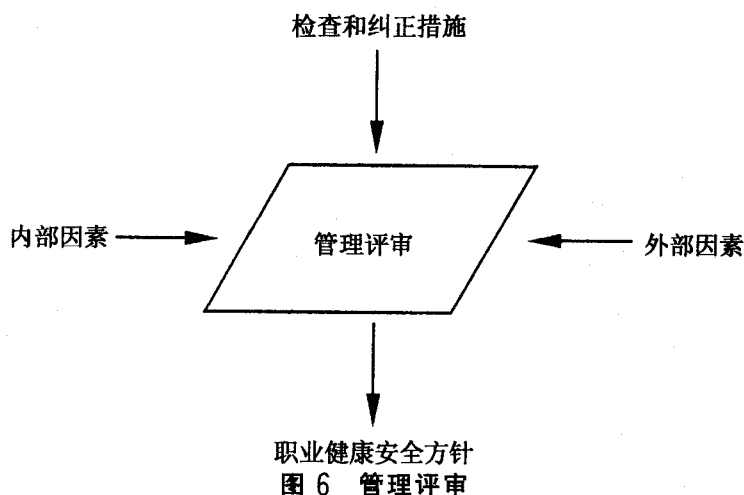 检查和纠正措施
内部因素
管理评审
外部因素
职业健康安全方针
图 6 管理评审